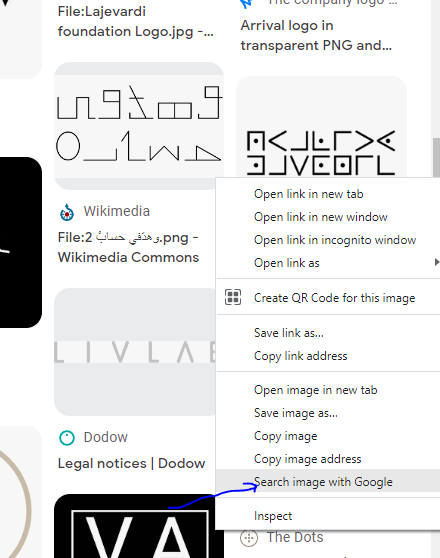 File:Lajevardi
foundation Logo.jpg -...
The company logo ...
Arrival logo in
transparent PNG and...
Wikimedia
File:2 وهدّفي حسابٌ.png -
Wikimedia Commons
L I V L A E
Dodow
Legal notices | Dodow
V A
Open link in new tab
Open link in new window
Open link in incognito window
Open link as
Create QR Code for this image
Save link as...
Copy link address
Open image in new tab
Save image as...
Copy image
Copy image address
Search image with Google
Inspect
The Dots